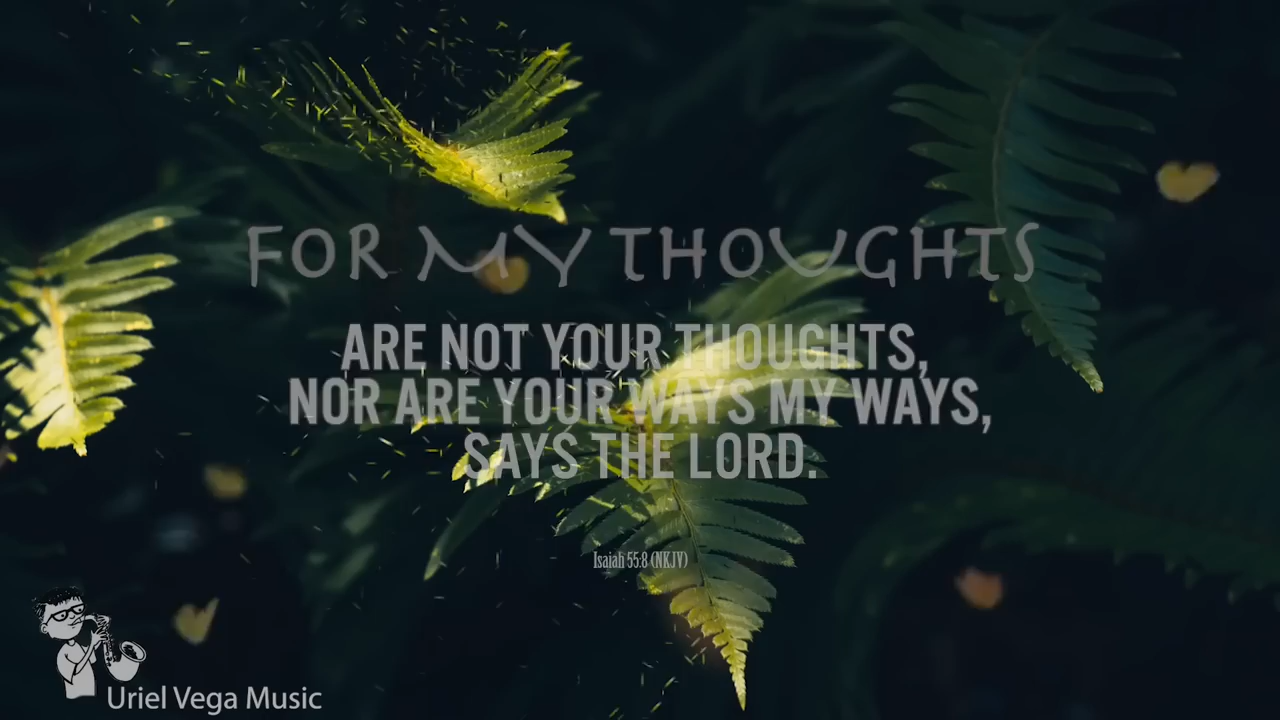 FOR MY THOUGHTS
ARE NOT YOUR THOUGHTS,
NOR ARE YOUR WAYS MY WAYS,
SAYS THE LORD.
Isaiah 55:8 (NKJV)
Uriel Vega Music